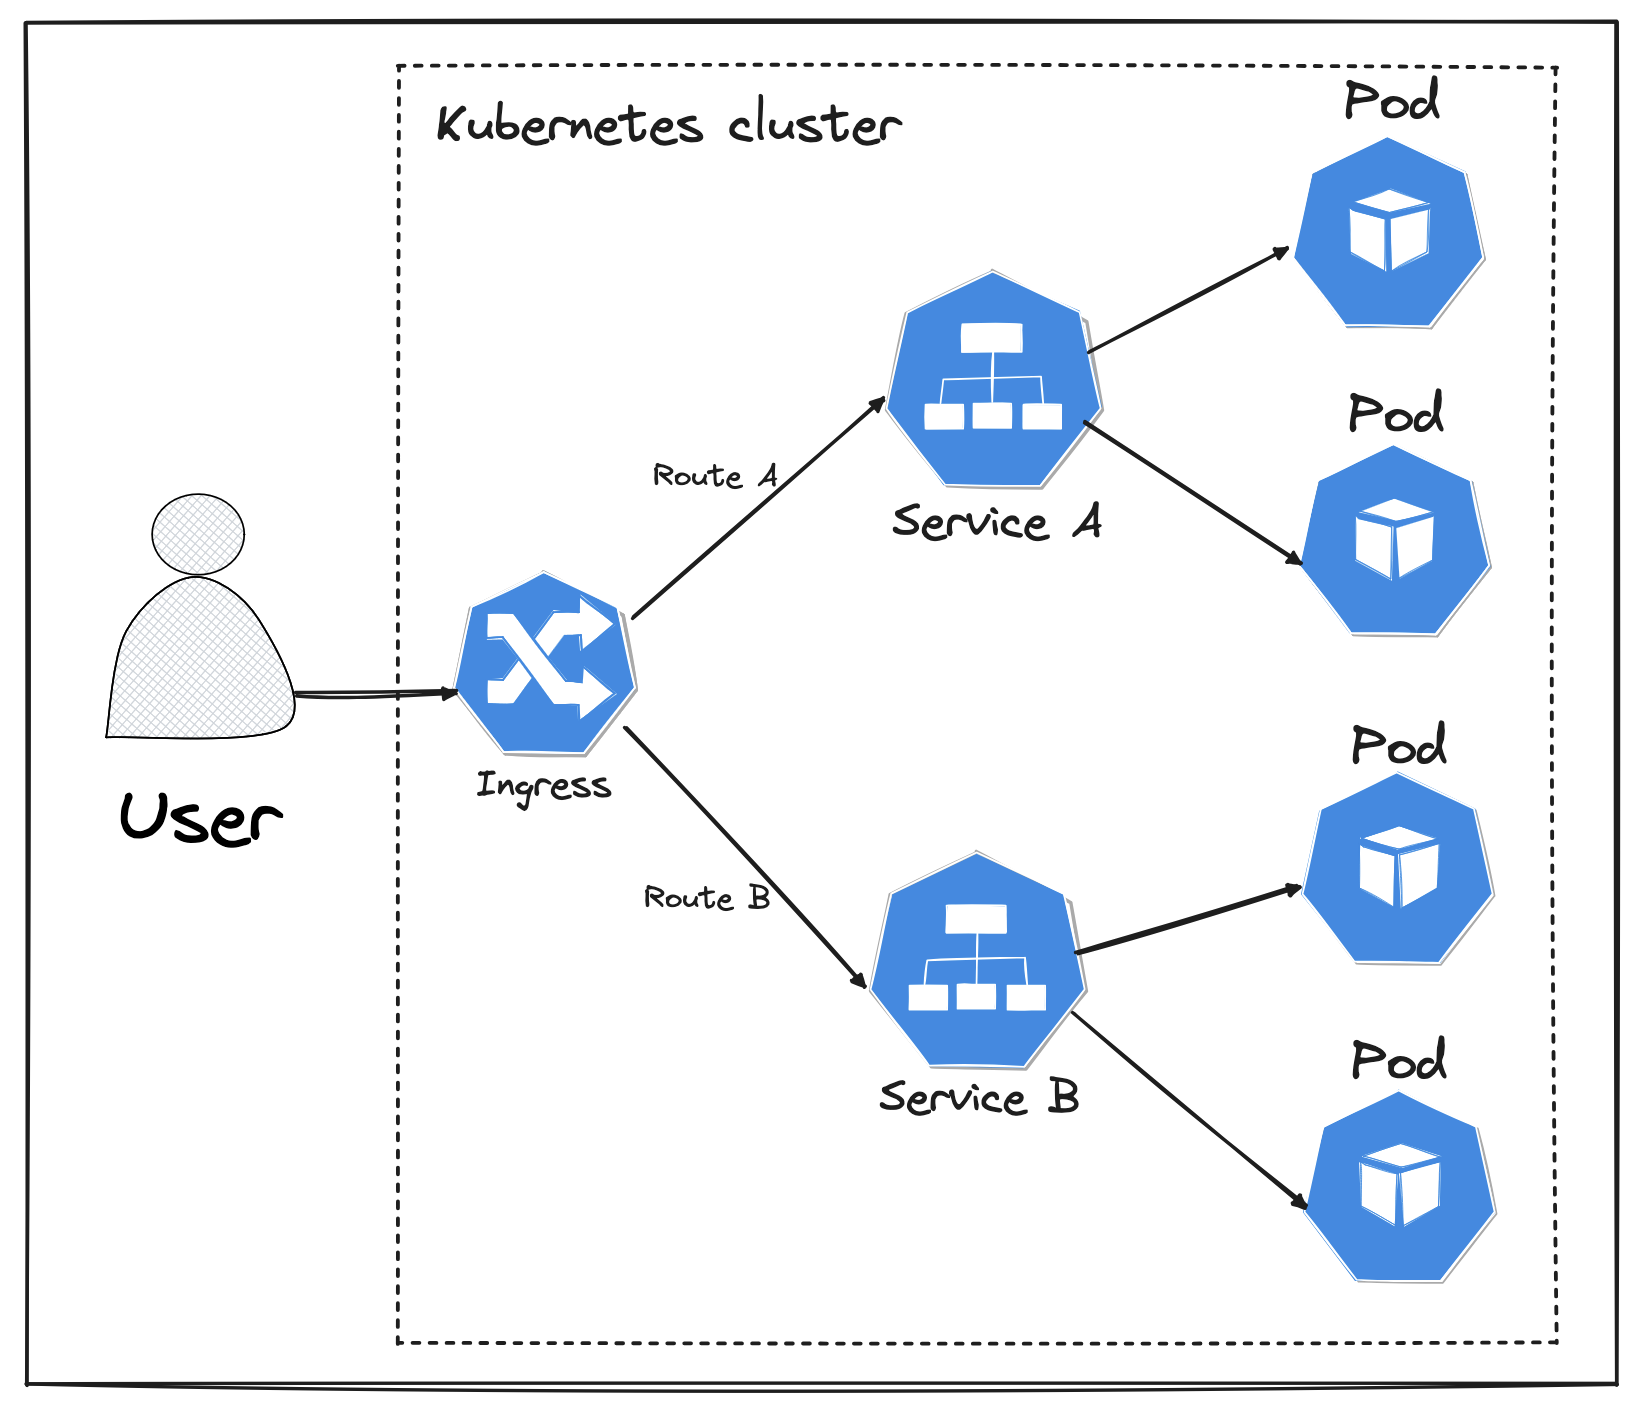 Kubernetes cluster
Pod
Pod
Route A
Service A
Pod
Ingress
User
Route B
Pod
Service B